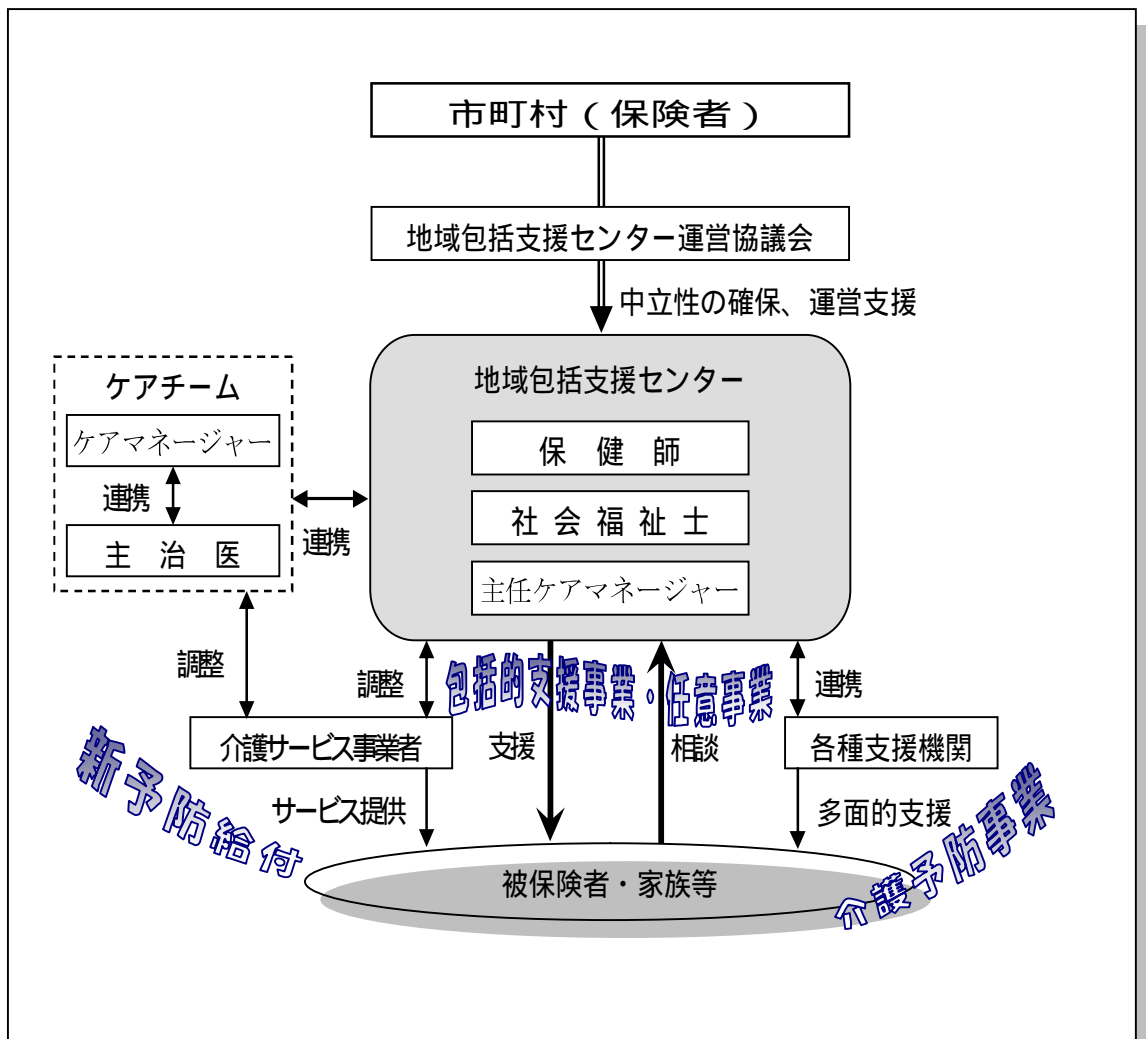 市町村（保険者）
地域包括支援センター運営協議会
中立性の確保、運営支援
地域包括支援センター
保健師
社会福祉士
主任ケアマネージャー
ケアチーム
ケアマネージャー
連携
主治医
連携
調整
調整
包括的支援事業・任意事業
連携
介護サービス事業者
支援
相談
各種支援機関
新予防給付
サービス提供
多面的支援
介護予防事業
被保険者・家族等